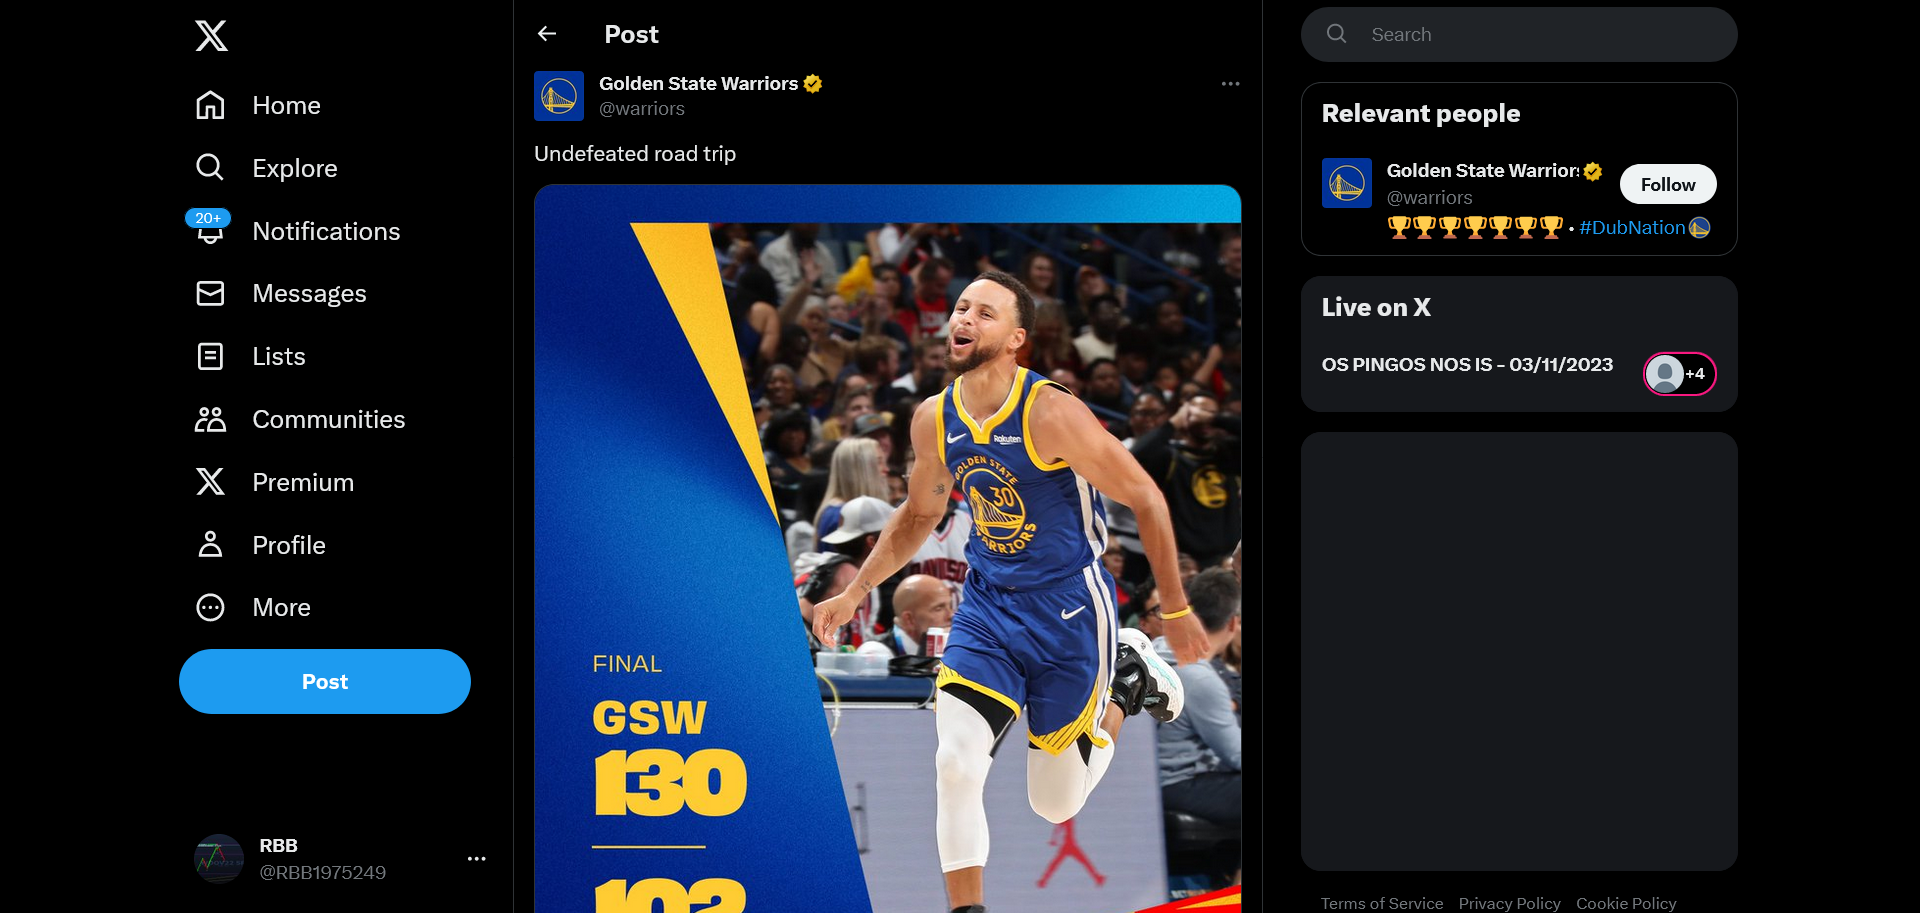 Home
Explore
20+
Notifications
Messages
Lists
Communities
Premium
Profile
More
Post
RBB
@RBB1975249
Post
Golden State Warriors
@warriors
Undefeated road trip
Rakuten
GOLDEN STATE
30
WARRIORS
FINAL
GSW
130
102
Search
Relevant people
Golden State Warriors
@warriors
Follow
• #DubNation
Live on X
OS PINGOS NOS IS - 03/11/2023
+4
Terms of Service Privacy Policy Cookie Policy